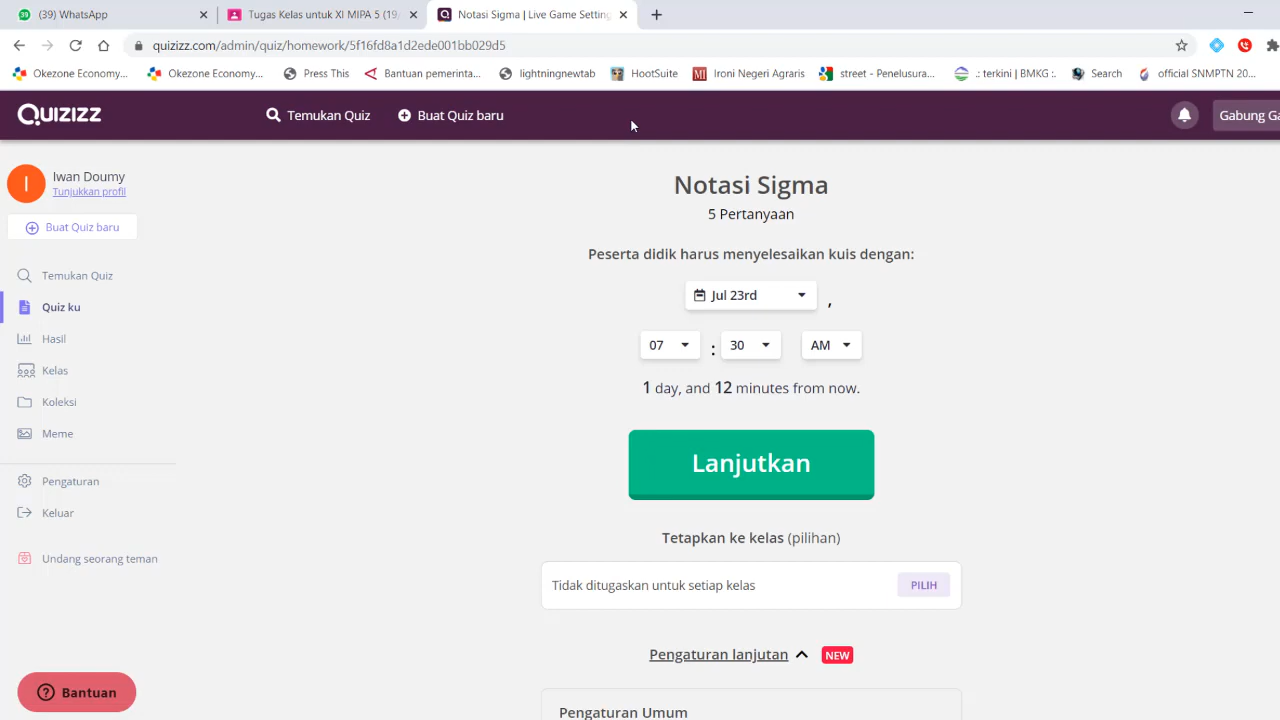 (39) WhatsApp
Tugas Kelas untuk XI MIPA 5 (19,
Notasi Sigma | Live Game Setting
quizizz.com/admin/quiz/homework/5f16fd8a1d2ede001bb029d5
Okezone Economy...
Okezone Economy...
Press This
Bantuan pemerinta...
lightningnewtab
HootSuite
Ironi Negeri Agraris
street - Penelusura...
.: terkini | BMKG :.
Search
official SNMPTN 20...
QUIZIZZ
Temukan Quiz
Buat Quiz baru
Gabung Ga
I
Iwan Doumy
Tunjukkan profil
Buat Quiz baru
Temukan Quiz
Quiz ku
Hasil
Kelas
Koleksi
Meme
Pengaturan
Keluar
Undang seorang teman
Bantuan
Notasi Sigma
5 Pertanyaan
Peserta didik harus menyelesaikan kuis dengan:
Jul 23rd ,
07 : 30 AM
1 day, and 12 minutes from now.
Lanjutkan
Tetapkan ke kelas (pilihan)
Tidak ditugaskan untuk setiap kelas
PILIH
Pengaturan lanjutan NEW
Pengaturan Umum